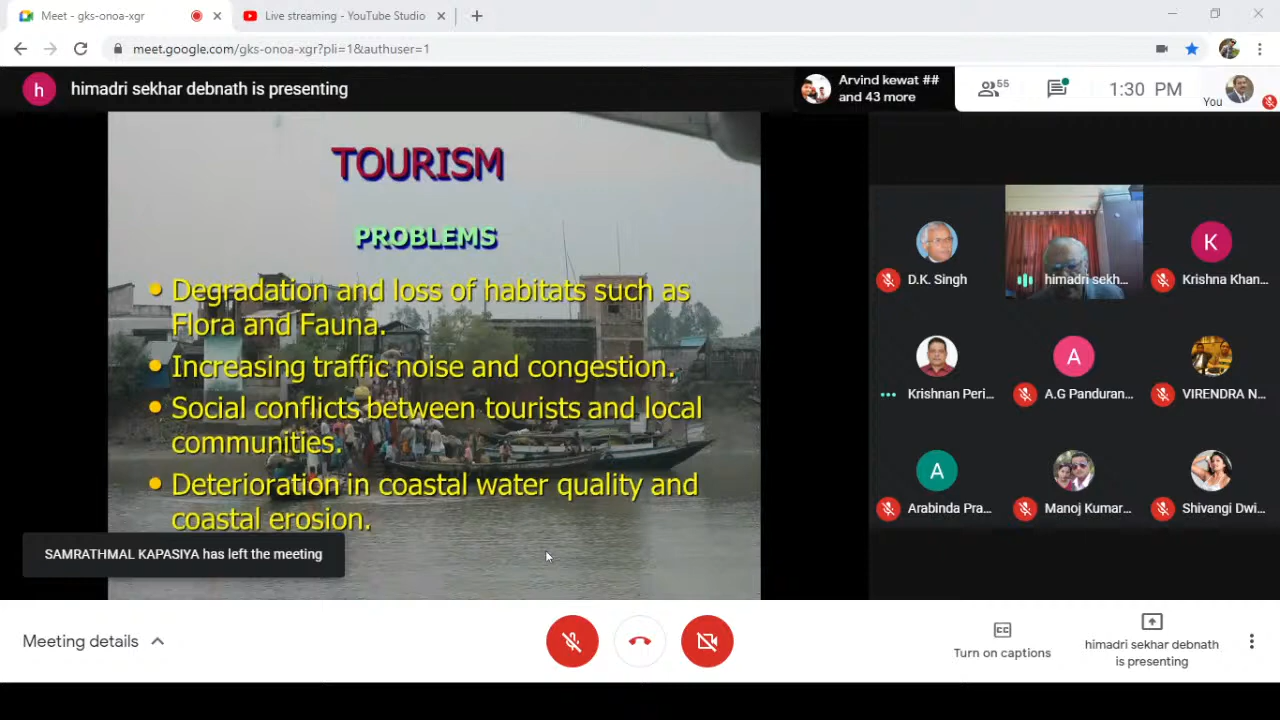 Meet - gks-onoa-xgr
Live streaming - YouTube Studio
meet.google.com/gks-onoa-xgr?pli=1&authuser=1
h
himadri sekhar debnath is presenting
Arvind kewat ##
and 43 more
55
1:30 PM
You
TOURISM
PROBLEMS
• Degradation and loss of habitats such as
Flora and Fauna.
• Increasing traffic noise and congestion.
• Social conflicts between tourists and local
communities.
• Deterioration in coastal water quality and
coastal erosion.
D.K. Singh
himadri sekh...
K
Krishna Khan...
Krishnan Peri...
A
A.G Panduran...
VIRENDRA N...
A
Arabinda Pra...
Manoj Kumar...
Shivangi Dwi...
SAMRATHMAL KAPASIYA has left the meeting
Meeting details
CC
Turn on captions
himadri sekhar debnath
is presenting